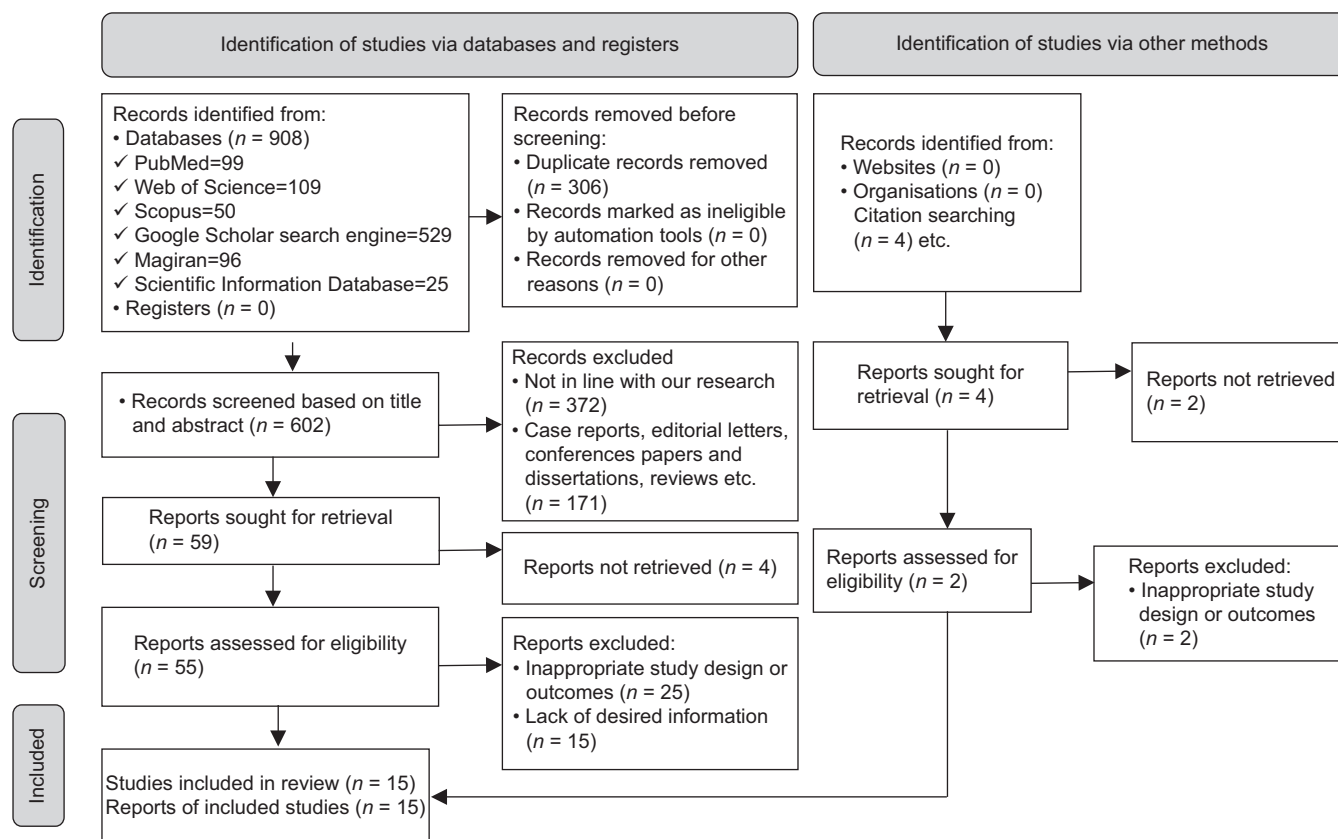 Identification of studies via databases and registers
Identification of studies via other methods
Identification
Records identified from:
• Databases (n = 908)
✓ PubMed=99
✓ Web of Science=109
✓ Scopus=50
✓ Google Scholar search engine=529
✓ Magiran=96
✓ Scientific Information Database=25
• Registers (n = 0)
Records removed before
screening:
• Duplicate records removed
(n = 306)
• Records marked as ineligible
by automation tools (n = 0)
• Records removed for other
reasons (n = 0)
Records identified from:
• Websites (n = 0)
• Organisations (n = 0)
Citation searching
(n = 4) etc.
Screening
• Records screened based on title
and abstract (n = 602)
Records excluded
• Not in line with our research
(n = 372)
• Case reports, editorial letters,
conferences papers and
dissertations, reviews etc.
(n = 171)
Reports sought for
retrieval (n = 4)
Reports not retrieved
(n = 2)
Reports sought for retrieval
(n = 59)
Reports not retrieved (n = 4)
Reports assessed for
eligibility (n = 2)
Reports excluded:
• Inappropriate study
design or outcomes
(n = 2)
Reports assessed for eligibility
(n = 55)
Reports excluded:
• Inappropriate study design or
outcomes (n = 25)
• Lack of desired information
(n = 15)
Included
Studies included in review (n = 15)
Reports of included studies (n = 15)